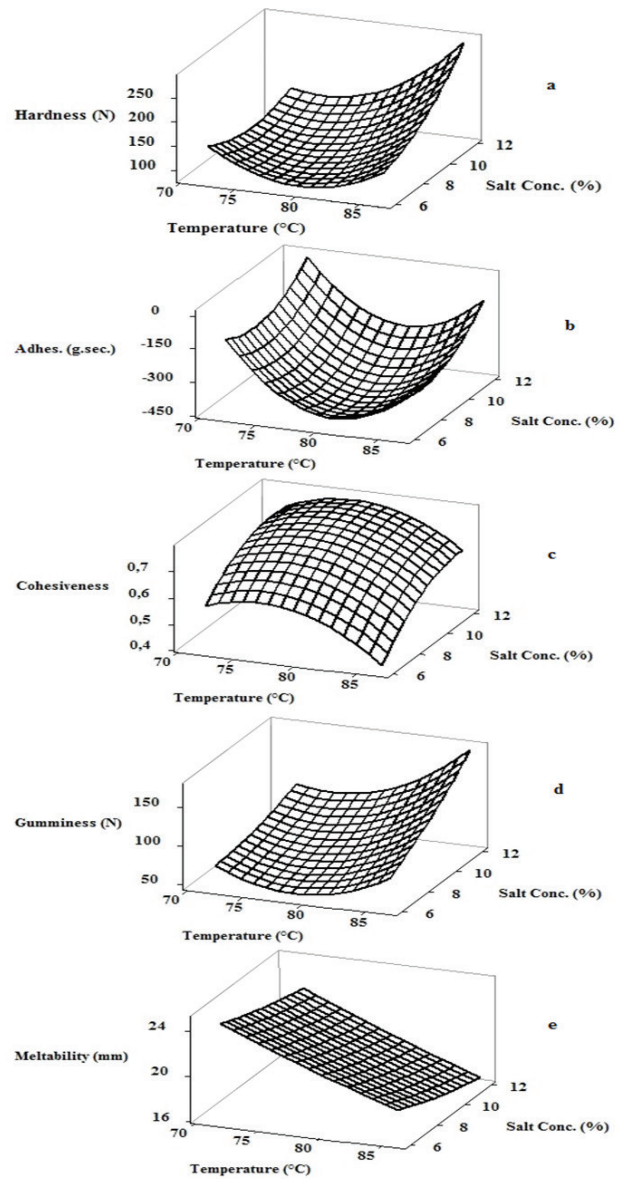 a
Hardness (N)
250
200
150
100
70
75
80
85
Temperature (°C)
6
8
10
12
Salt Conc. (%)
b
Adhes. (g.sec.)
0
-150
-300
-450
70
75
80
85
Temperature (°C)
6
8
10
12
Salt Conc. (%)
c
Cohesiveness
0,7
0,6
0,5
0,4
70
75
80
85
Temperature (°C)
6
8
10
12
Salt Conc. (%)
d
Gumminess (N)
150
100
50
70
75
80
85
Temperature (°C)
6
8
10
12
Salt Conc. (%)
e
Meltability (mm)
24
20
16
70
75
80
85
Temperature (°C)
6
8
10
12
Salt Conc. (%)